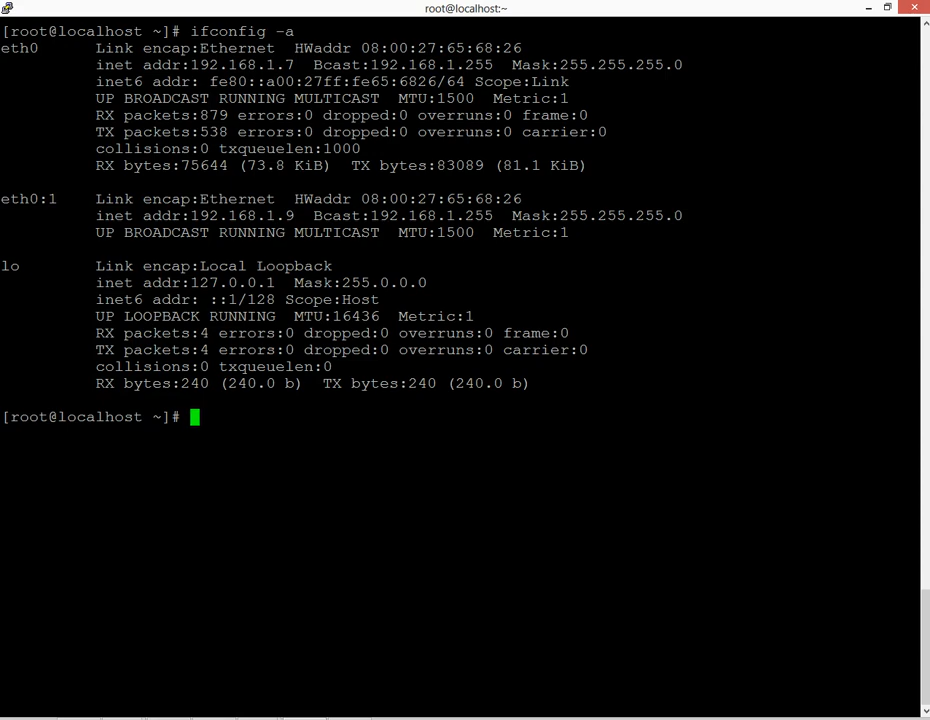 root@localhost:~
[root@localhost ~]# ifconfig -a
eth0      Link encap:Ethernet  HWaddr 08:00:27:65:68:26
          inet addr:192.168.1.7  Bcast:192.168.1.255  Mask:255.255.255.0
          inet6 addr: fe80::a00:27ff:fe65:6826/64 Scope:Link
          UP BROADCAST RUNNING MULTICAST  MTU:1500  Metric:1
          RX packets:879 errors:0 dropped:0 overruns:0 frame:0
          TX packets:538 errors:0 dropped:0 overruns:0 carrier:0
          collisions:0 txqueuelen:1000
          RX bytes:75644 (73.8 KiB)  TX bytes:83089 (81.1 KiB)
eth0:1    Link encap:Ethernet  HWaddr 08:00:27:65:68:26
          inet addr:192.168.1.9  Bcast:192.168.1.255  Mask:255.255.255.0
          UP BROADCAST RUNNING MULTICAST  MTU:1500  Metric:1
lo        Link encap:Local Loopback
          inet addr:127.0.0.1  Mask:255.0.0.0
          inet6 addr: ::1/128 Scope:Host
          UP LOOPBACK RUNNING  MTU:16436  Metric:1
          RX packets:4 errors:0 dropped:0 overruns:0 frame:0
          TX packets:4 errors:0 dropped:0 overruns:0 carrier:0
          collisions:0 txqueuelen:0
          RX bytes:240 (240.0 b)  TX bytes:240 (240.0 b)
[root@localhost ~]#